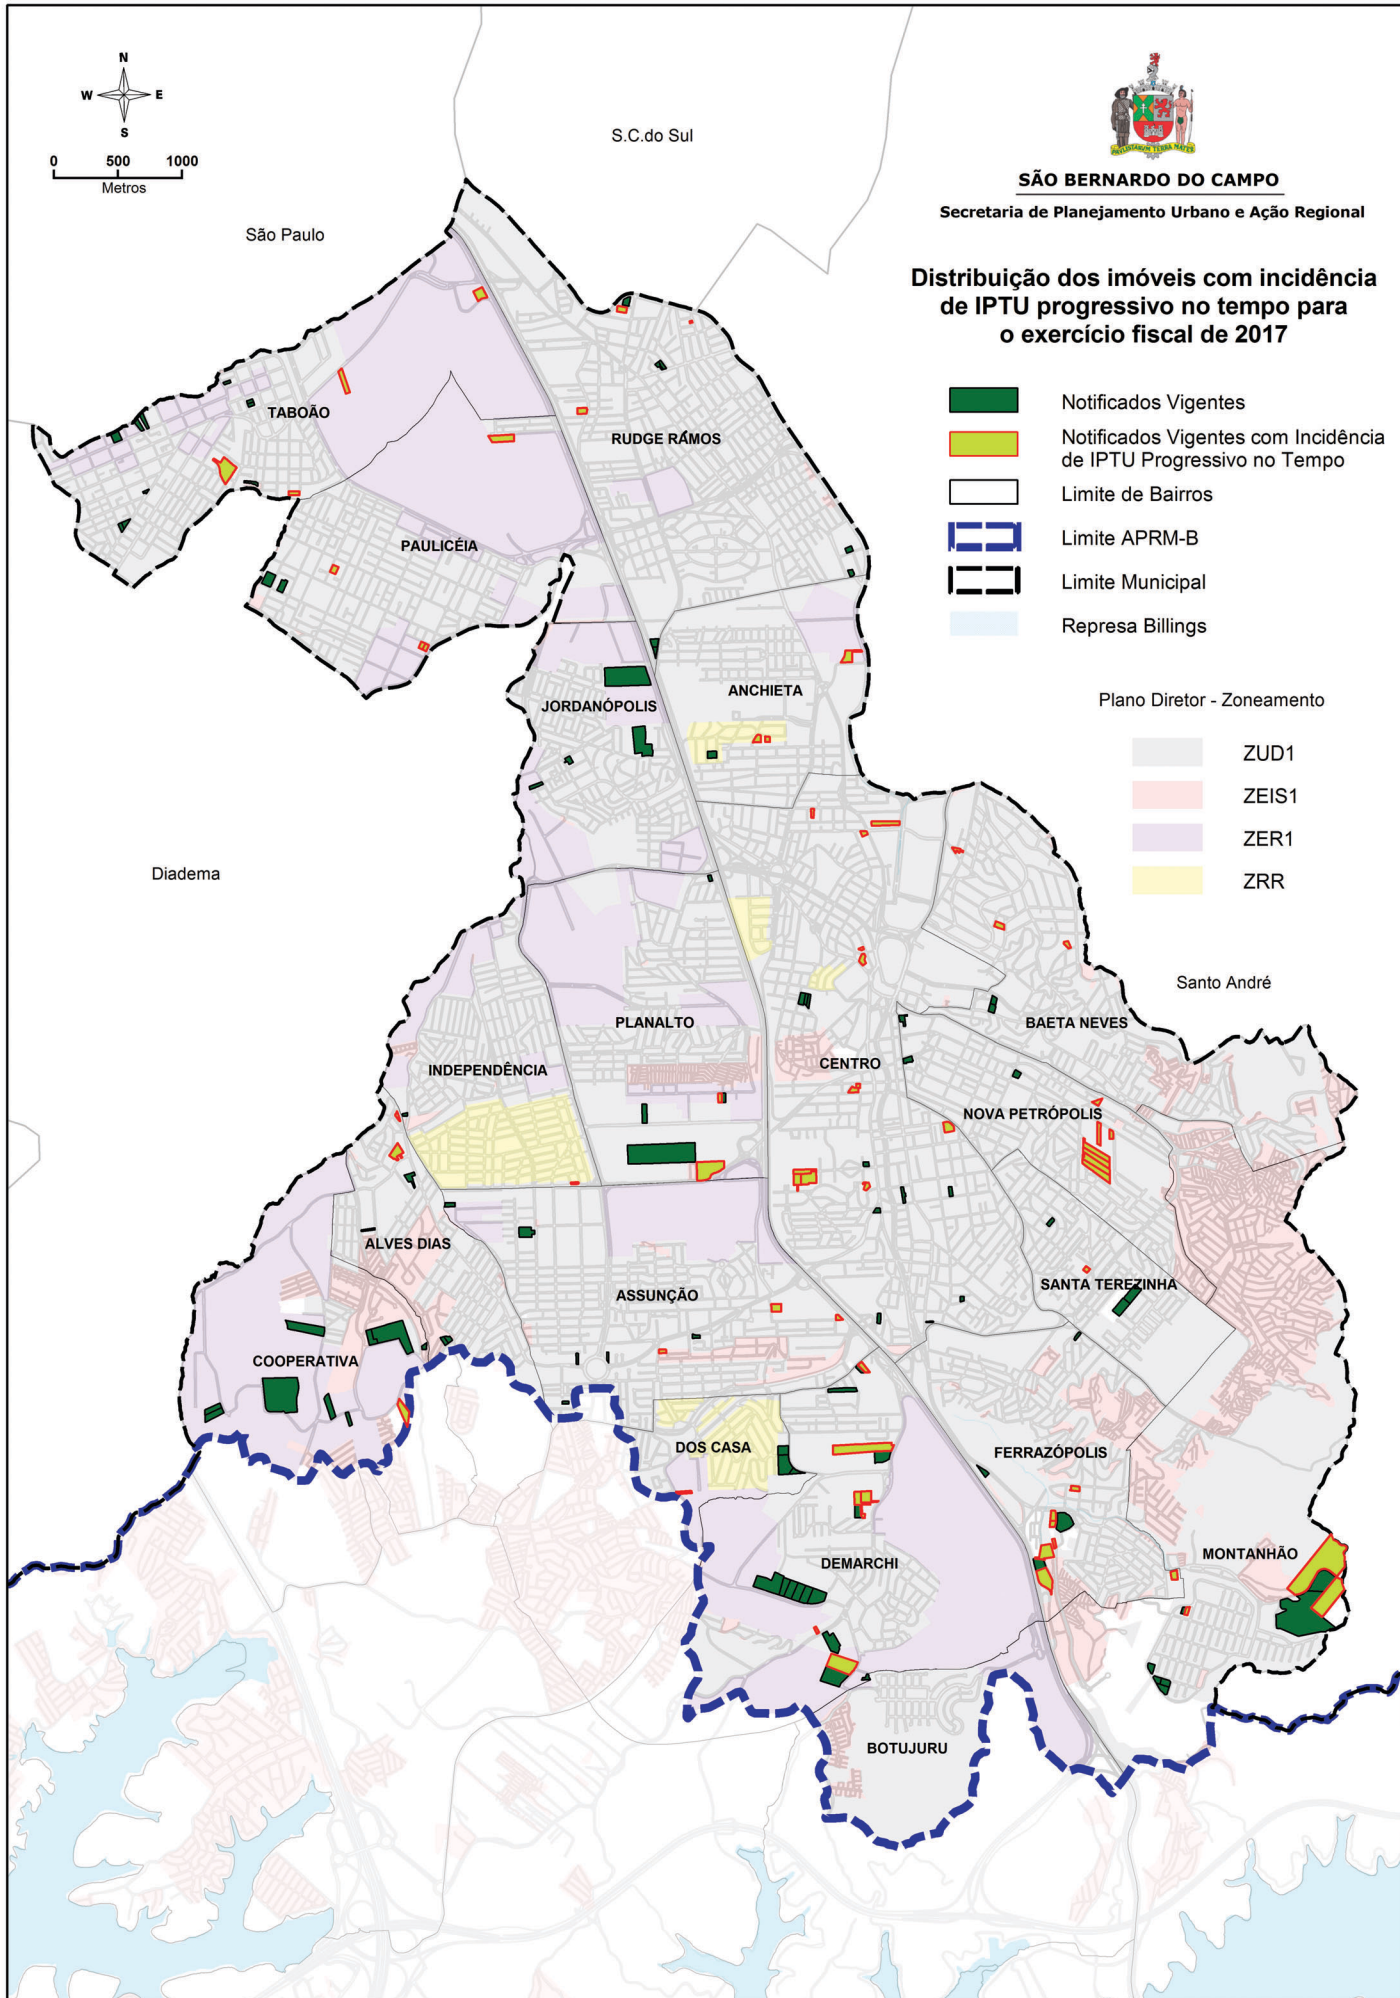 N
W E
S
0 500 1000
Metros
S.C.do Sul
São Paulo
PAVLISTARVM TERRA MATER
SÃO BERNARDO DO CAMPO
Secretaria de Planejamento Urbano e Ação Regional
Distribuição dos imóveis com incidência
de IPTU progressivo no tempo para
o exercício fiscal de 2017
Notificados Vigentes
Notificados Vigentes com Incidência
de IPTU Progressivo no Tempo
Limite de Bairros
Limite APRM-B
Limite Municipal
Represa Billings
Plano Diretor - Zoneamento
ZUD1
ZEIS1
ZER1
ZRR
TABOÃO
RUDGE RAMOS
PAULICÉIA
ANCHIETA
JORDANÓPOLIS
Diadema
Santo André
PLANALTO
BAETA NEVES
CENTRO
INDEPENDÊNCIA
NOVA PETRÓPOLIS
ALVES DIAS
SANTA TEREZINHA
ASSUNÇÃO
COOPERATIVA
DOS CASA
FERRAZÓPOLIS
MONTANHÃO
DEMARCHI
BOTUJURU